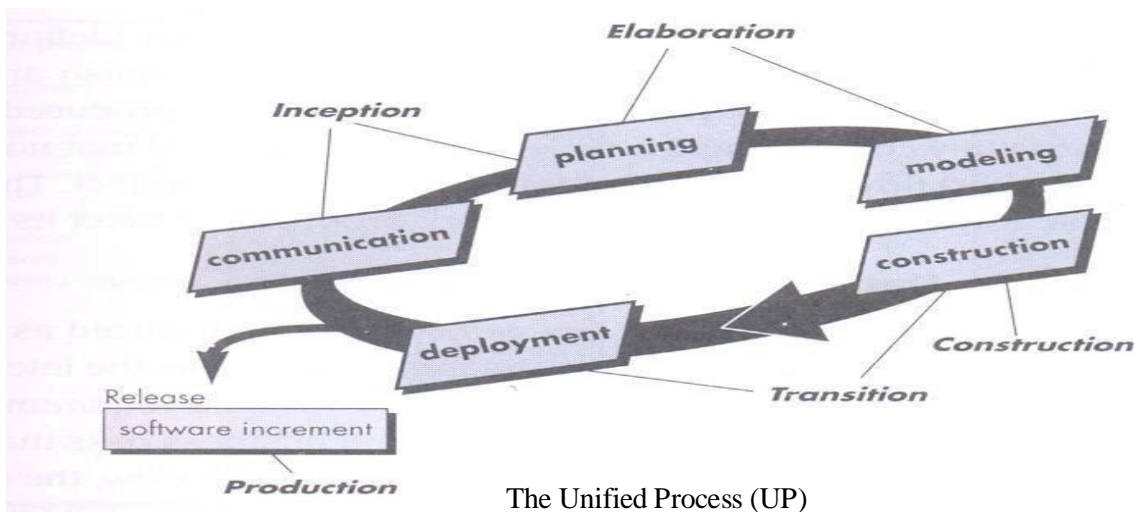 Elaboration
Inception
planning
modeling
communication
construction
deployment
Construction
Transition
Release
software increment
Production
The Unified Process (UP)